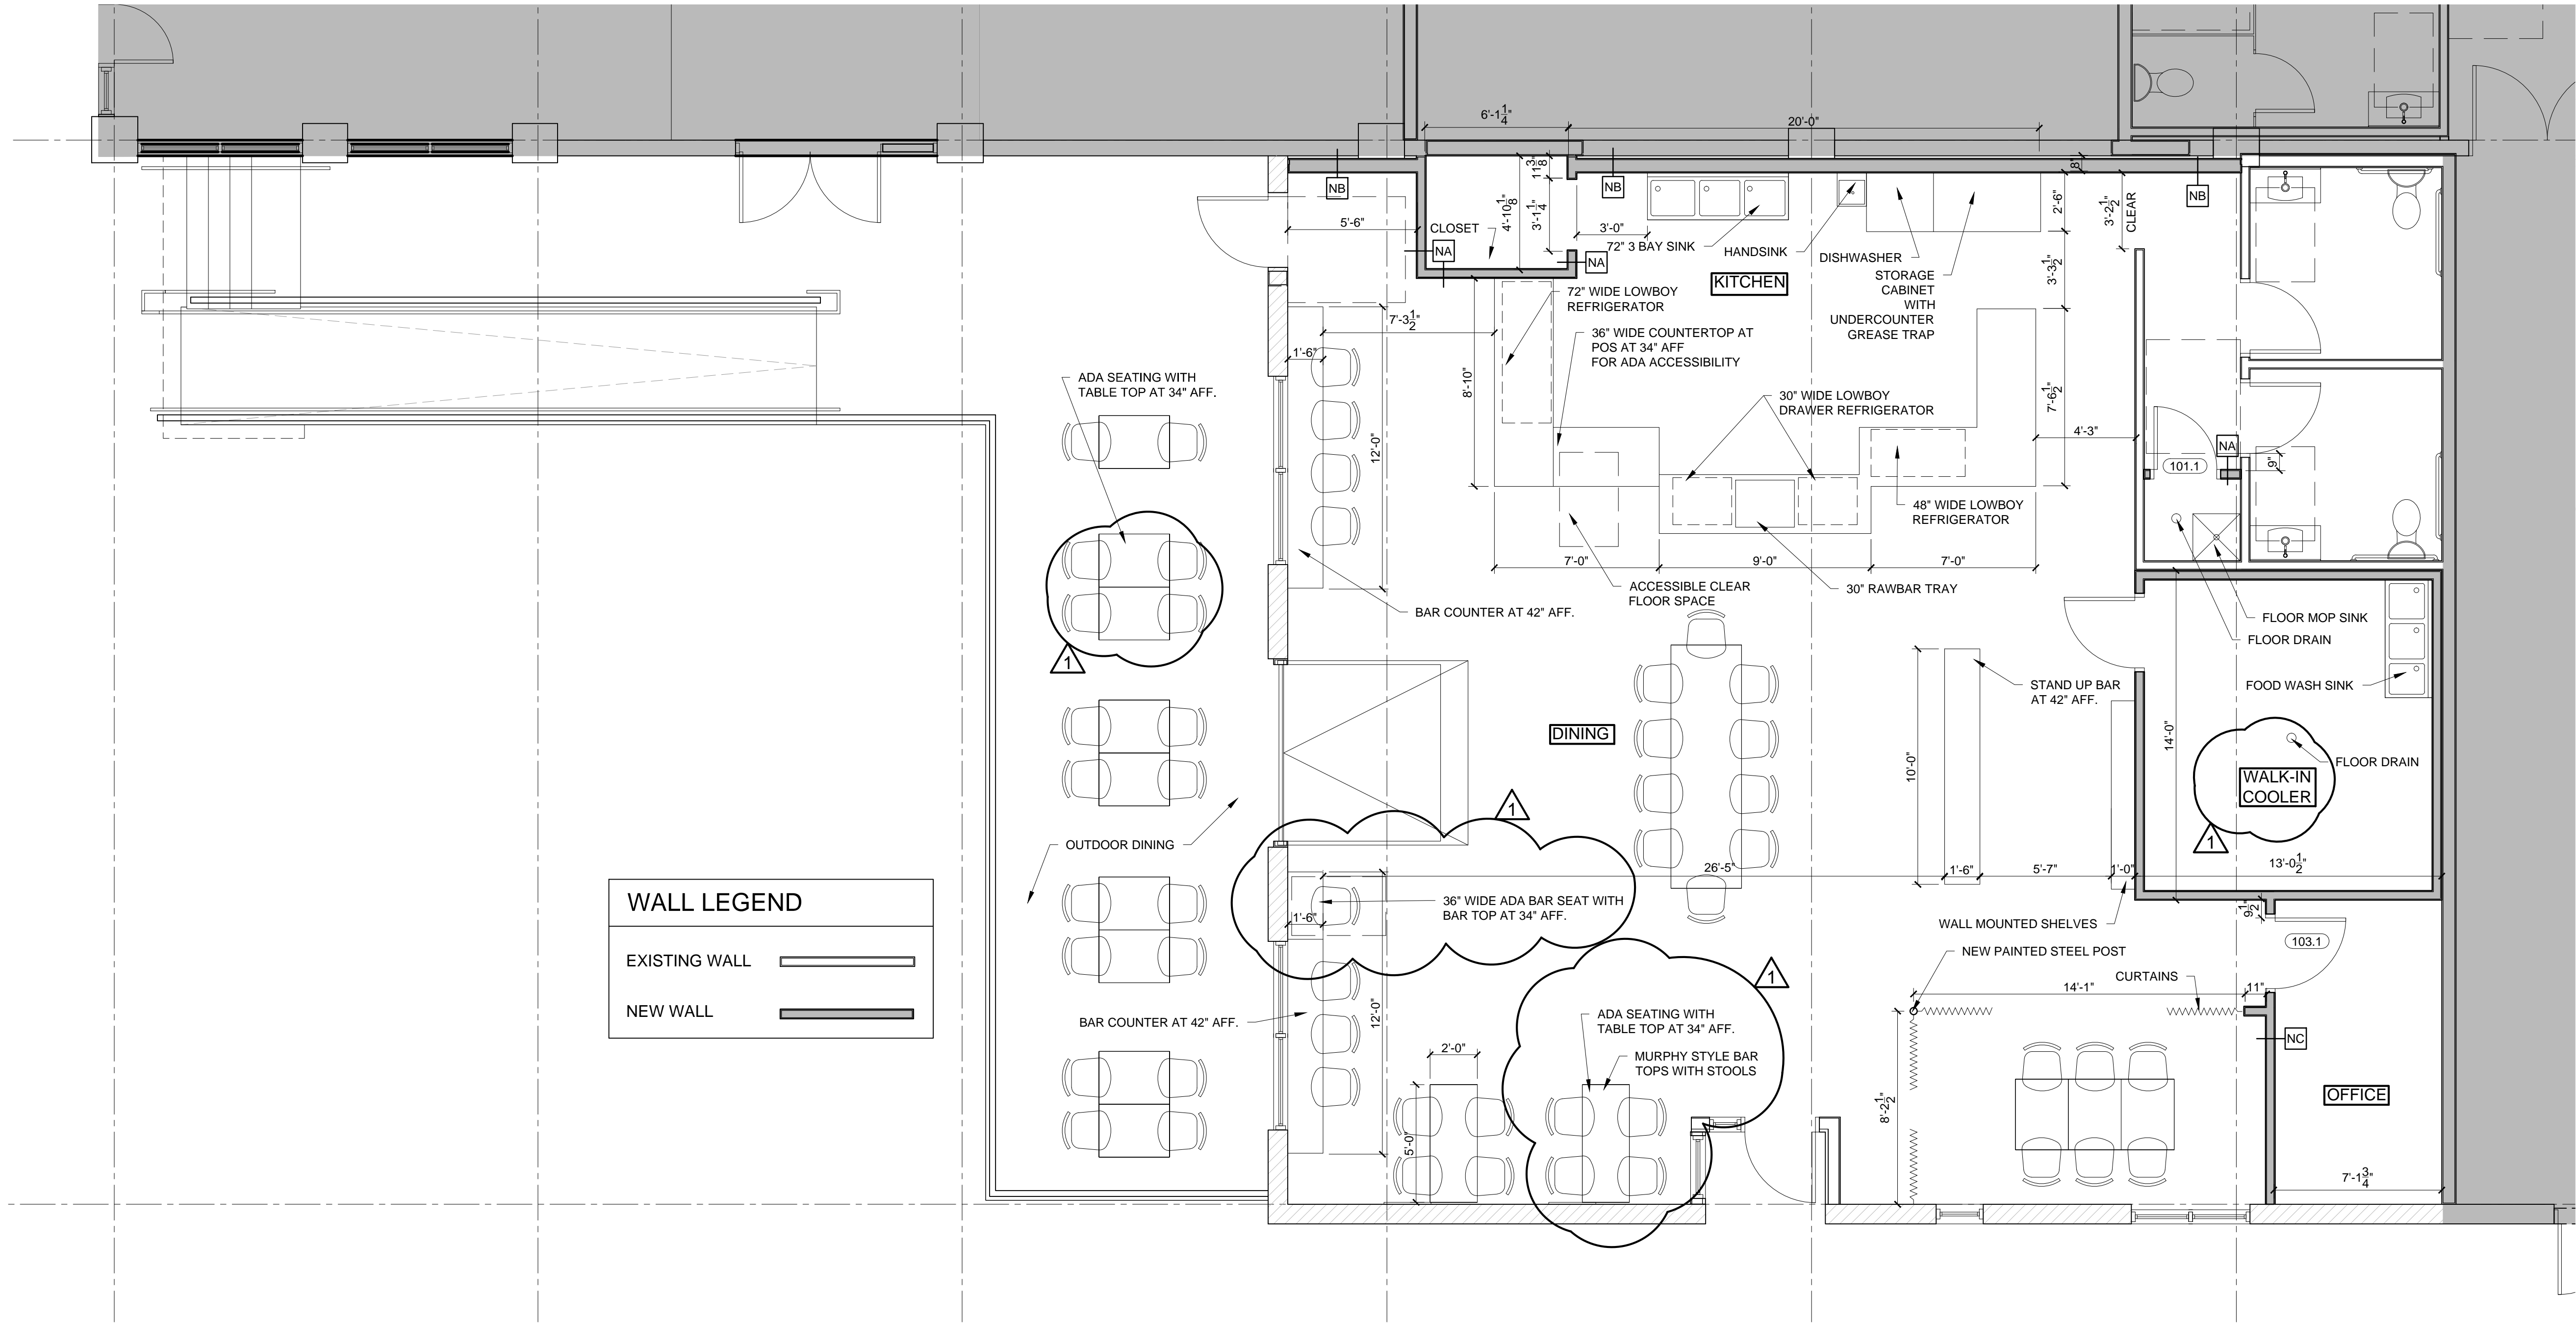 6'-1 1/4"
20'-0"
8"
NB
NB
NB
11 3/8"
4'-10 1/8"
3'-1 1/4"
2'-6"
3'-2 1/2"
CLEAR
5'-6"
CLOSET
3'-0"
72" 3 BAY SINK
HANDSINK
DISHWASHER
NA
NA
KITCHEN
STORAGE
CABINET
WITH
UNDERCOUNTER
GREASE TRAP
3'-3 1/2"
72" WIDE LOWBOY
REFRIGERATOR
7'-3 1/2"
36" WIDE COUNTERTOP AT
POS AT 34" AFF
FOR ADA ACCESSIBILITY
1'-6"
ADA SEATING WITH
TABLE TOP AT 34" AFF.
8'-10"
30" WIDE LOWBOY
DRAWER REFRIGERATOR
7'-6 1/2"
4'-3"
12'-0"
NA
101.1
9"
48" WIDE LOWBOY
REFRIGERATOR
7'-0"
9'-0"
7'-0"
ACCESSIBLE CLEAR
FLOOR SPACE
30" RAWBAR TRAY
BAR COUNTER AT 42" AFF.
FLOOR MOP SINK
FLOOR DRAIN
1
STAND UP BAR
AT 42" AFF.
FOOD WASH SINK
DINING
14'-0"
10'-0"
FLOOR DRAIN
WALK-IN
COOLER
1
1
OUTDOOR DINING
26'-5"
1'-6"
5'-7"
1'-0"
13'-0 1/2"
WALL LEGEND
36" WIDE ADA BAR SEAT WITH
BAR TOP AT 34" AFF.
1'-6"
9 1/2"
WALL MOUNTED SHELVES
103.1
EXISTING WALL
NEW PAINTED STEEL POST
CURTAINS
1
14'-1"
11"
NEW WALL
BAR COUNTER AT 42" AFF.
12'-0"
ADA SEATING WITH
TABLE TOP AT 34" AFF.
NC
2'-0"
MURPHY STYLE BAR
TOPS WITH STOOLS
8'-2 1/2"
OFFICE
5'-0"
7'-1 3/4"